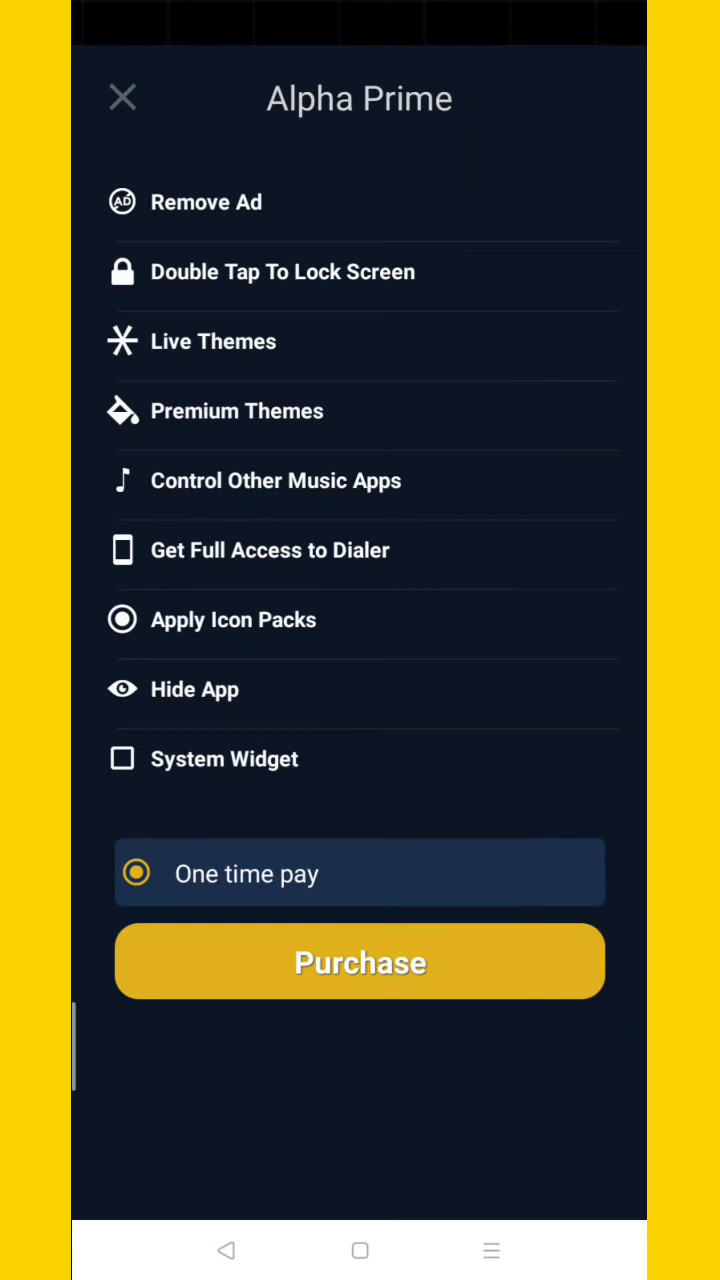 Alpha Prime
AD Remove Ad
Double Tap To Lock Screen
Live Themes
Premium Themes
Control Other Music Apps
Get Full Access to Dialer
Apply Icon Packs
Hide App
System Widget
One time pay
Purchase